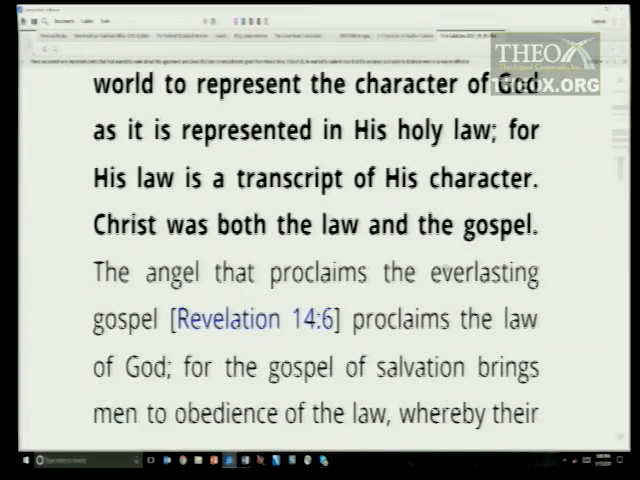 THEOX
THEOX.ORG
world to represent the character of God
as it is represented in His holy law; for
His law is a transcript of His character.
Christ was both the law and the gospel.
The angel that proclaims the everlasting
gospel [Revelation 14:6] proclaims the law
of God; for the gospel of salvation brings
men to obedience of the law, whereby their